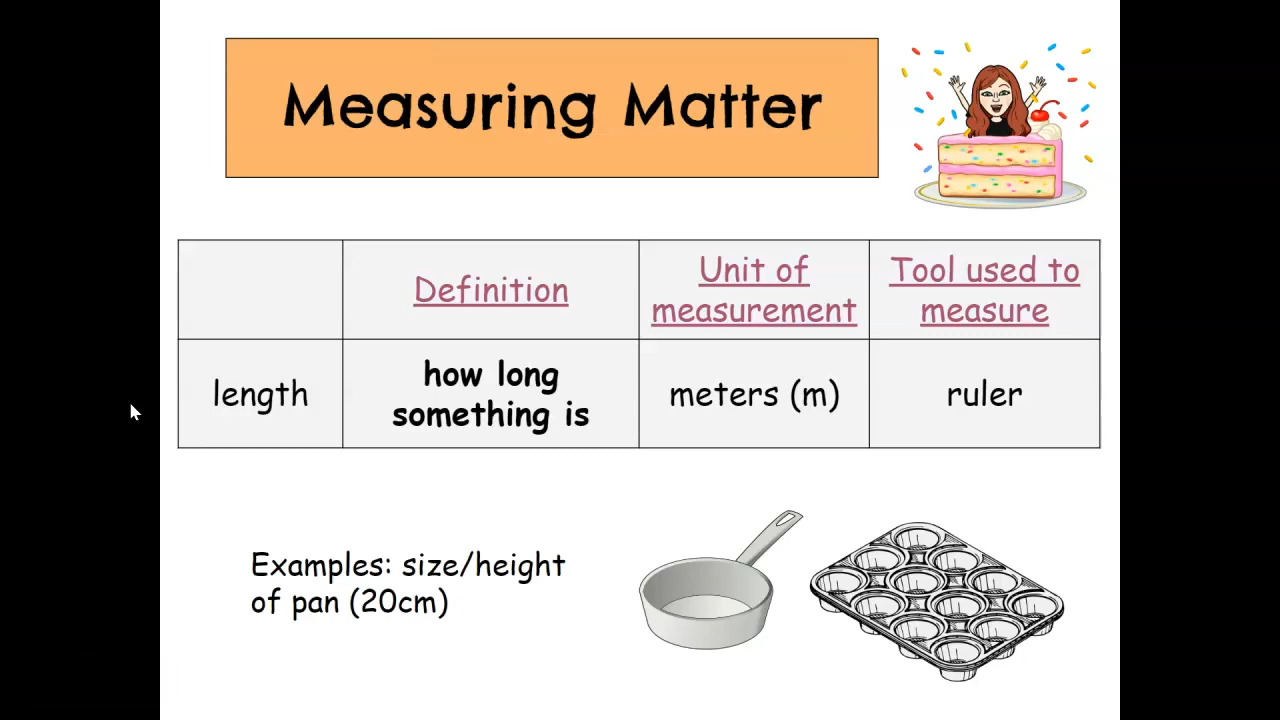 Measuring Matter
Definition
Unit of
measurement
Tool used to
measure
length
how long
something is
meters (m)
ruler
Examples: size/height
of pan (20cm)